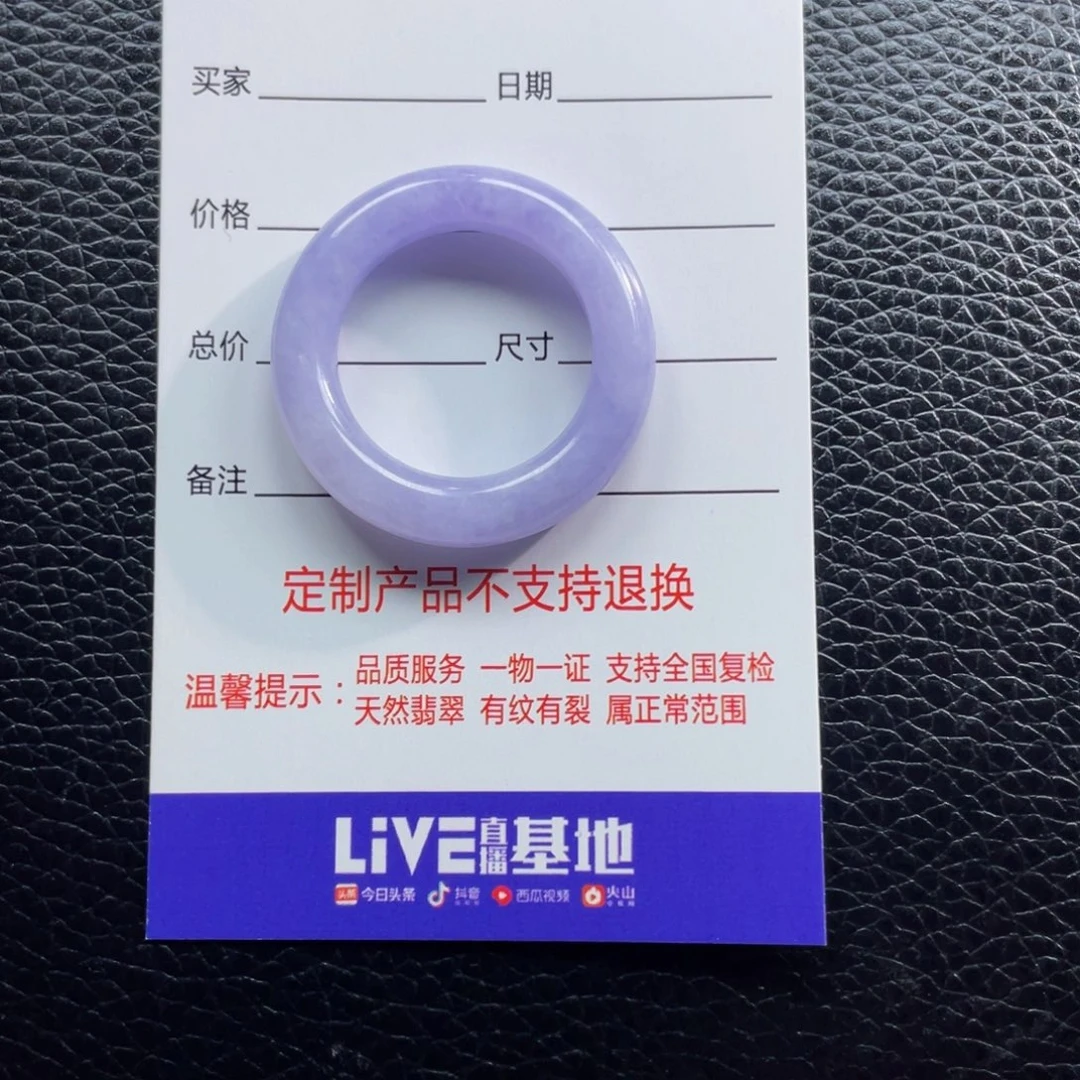 买家 日期
价格
总价 尺寸
备注
定制产品不支持退换
温馨提示：
品质服务 一物一证 支持全国复检
天然翡翠 有纹有裂 属正常范围
LiVE直播基地
头条 今日头条 抖音 西瓜视频 火山